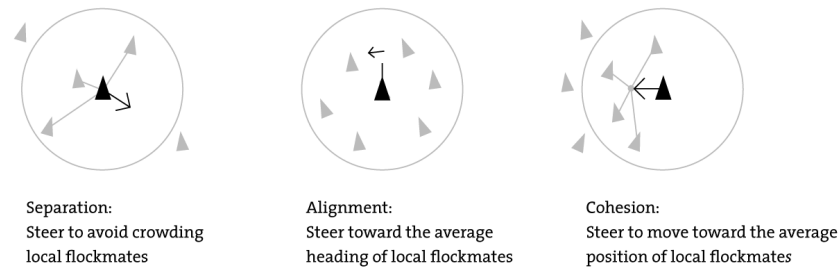 Separation:
Steer to avoid crowding
local flockmates
Alignment:
Steer toward the average
heading of local flockmates
Cohesion:
Steer to move toward the average
position of local flockmates